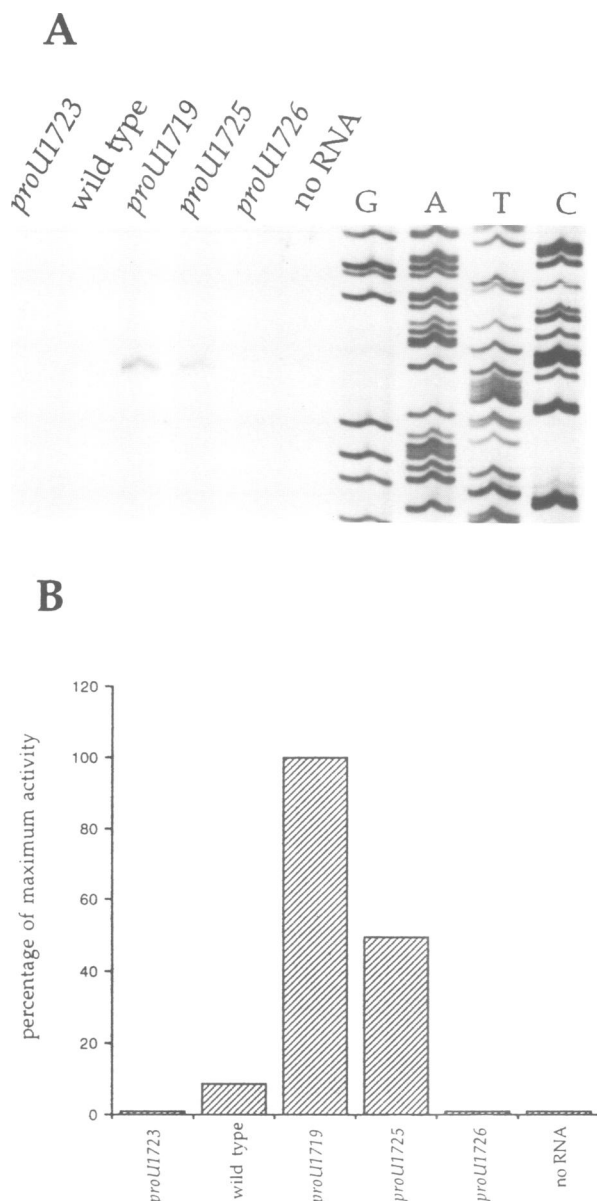 A
proU1723
wild type
proU1719
proU1725
proU1726
no RNA
G A T C
B
percentage of maximum activity
120
100
80
60
40
20
0
proU1723
wild type
proU1719
proU1725
proU1726
no RNA